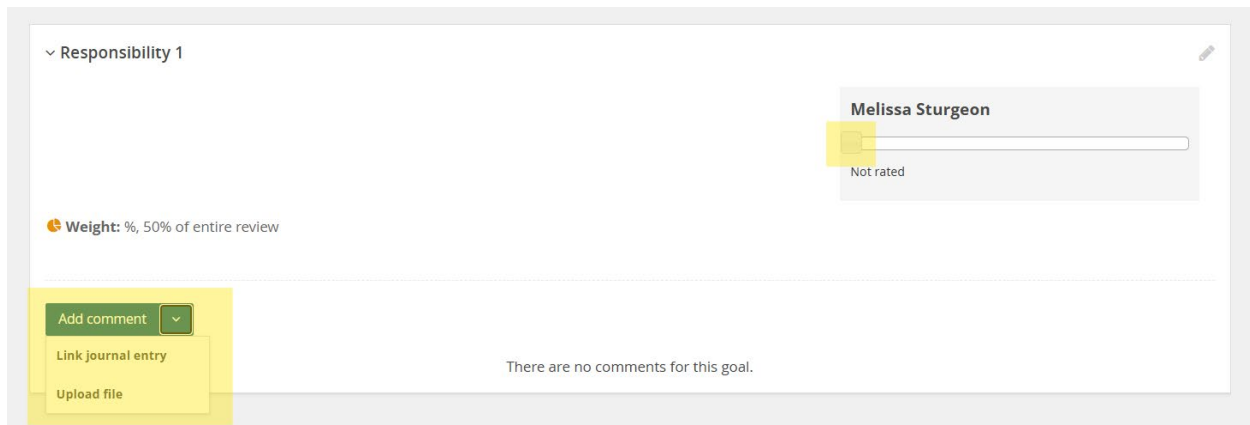 Responsibility 1
Melissa Sturgeon
Not rated
Weight: %, 50% of entire review
Add comment
Link journal entry
There are no comments for this goal.
Upload file